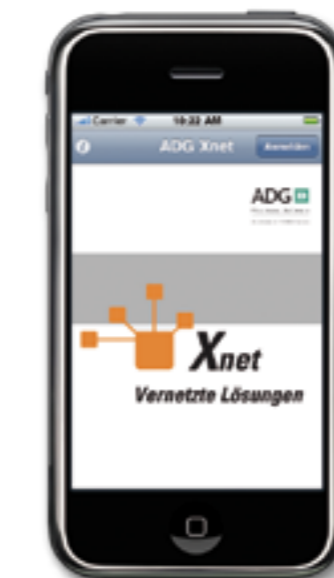 Carrier 10:22 AM
ADG Xnet Anmelden
ADG
Xnet
Vernetzte Lösungen